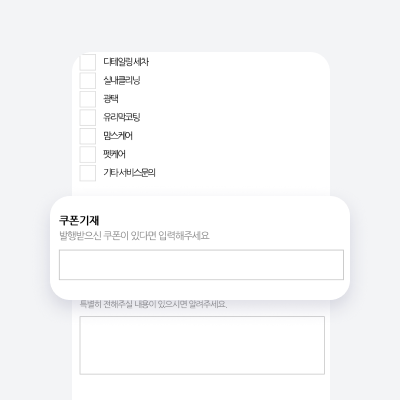 디테일링 세차
실내클리닝
광택
유리막코팅
맘스케어
펫케어
기타 서비스문의
쿠폰기재
발행받으신 쿠폰이 있다면 입력해주세요
특별히 전해주실 내용이 있으시면 알려주세요.